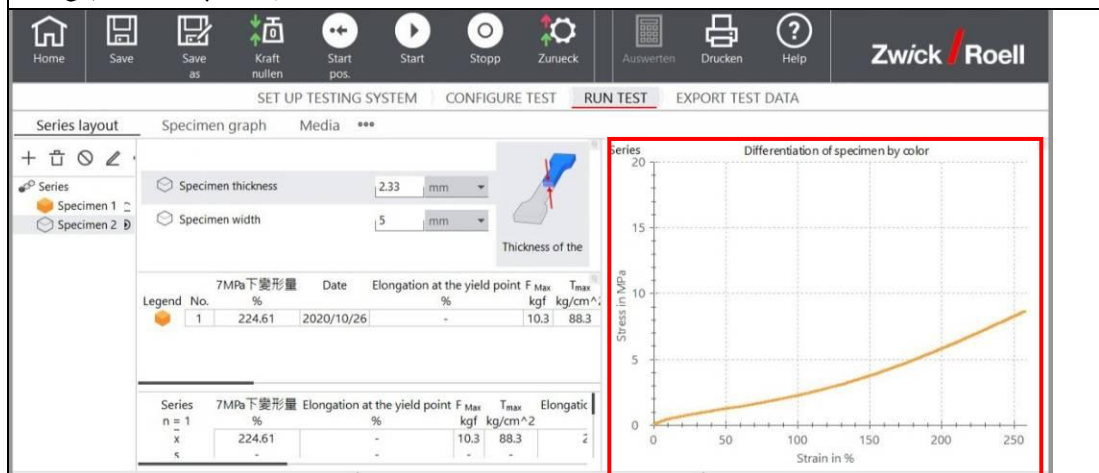 Home Save Save as Kraft nullen Start pos. Start Stopp Zurueck Auswerten Drucken Help Zwick Roell
SET UP TESTING SYSTEM CONFIGURE TEST RUN TEST EXPORT TEST DATA
Series layout Specimen graph Media •••
Series
Specimen 1
Specimen 2
Specimen thickness 2.33 mm
Specimen width 5 mm
Thickness of the
Legend No. 7MPa下變形量 % Date Elongation at the yield point % F Max kgf Tmax kg/cm^2
1 224.61 2020/10/26 - 10.3 88.3
Series 7MPa下變形量 Elongation at the yield point F Max Tmax Elongatic
n = 1 % % kgf kg/cm^2
x 224.61 - 10.3 88.3 2
s - - - -
Series Differentiation of specimen by color
Stress in MPa
20
15
10
5
0
0 50 100 150 200 250
Strain in %